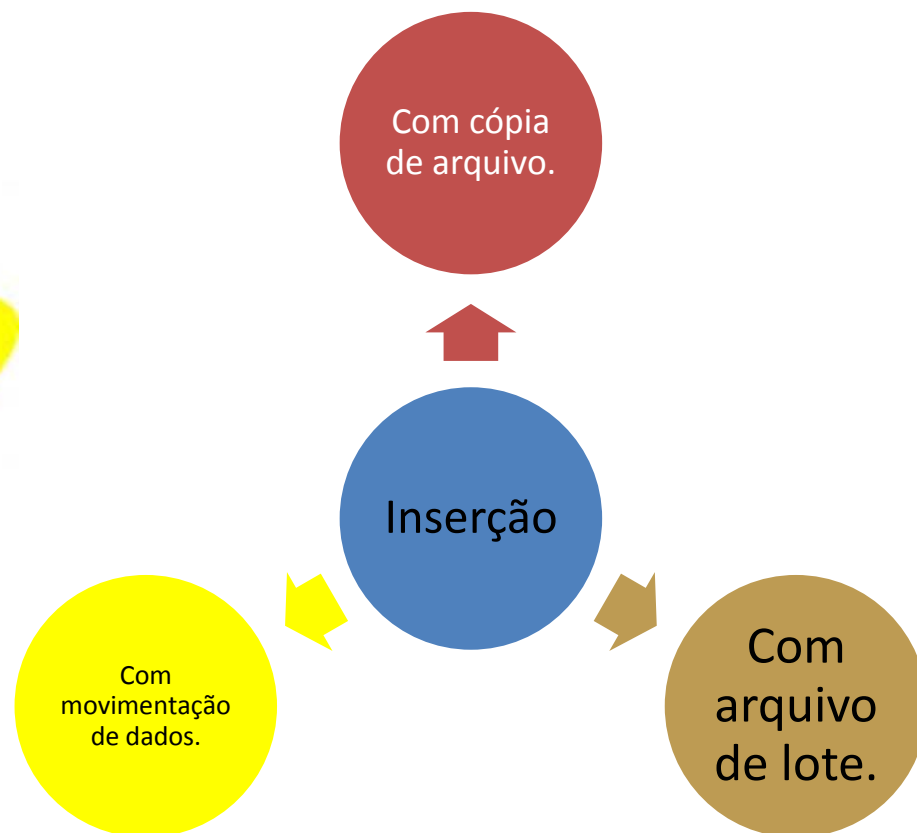 Com cópia
de arquivo.
Inserção
Com
movimentação
de dados.
Com
arquivo
de lote.